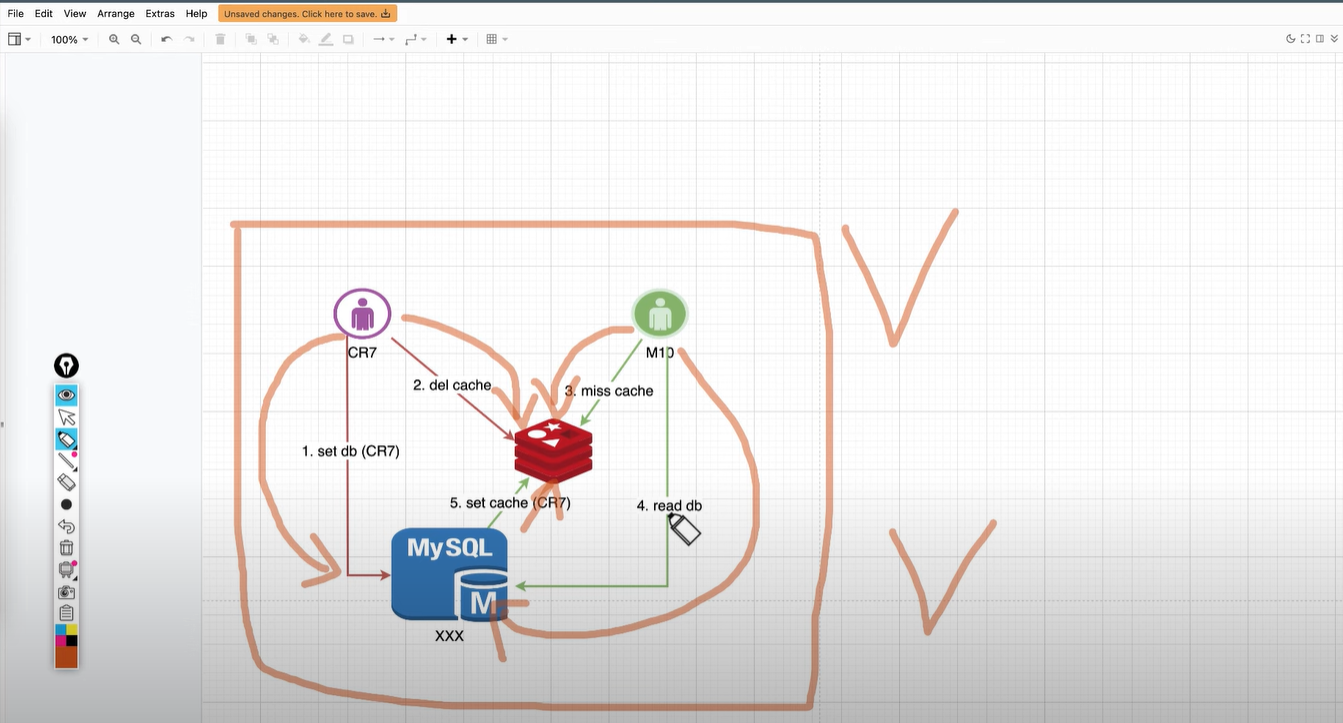 File Edit View Arrange Extras Help Unsaved changes. Click here to save.
100%
CR7
M10
2. del cache
3. miss cache
1. set db (CR7)
5. set cache (CR7)
4. read db
MySQL
M
XXX